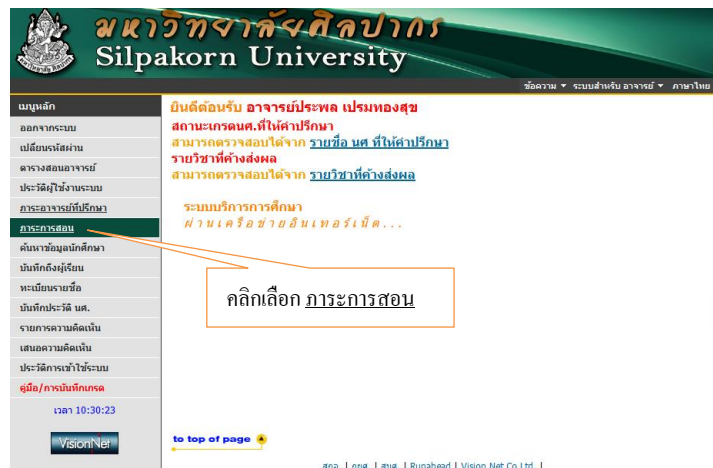 มหาวิทยาลัยศิลปากร
Silpakorn University
ข้อความ ระบบสำหรับ อาจารย์ ภาษาไทย
เมนูหลัก
ออกจากระบบ
เปลี่ยนรหัสผ่าน
ตารางสอนอาจารย์
ประวัติผู้ใช้งานระบบ
ภาระอาจารย์ที่ปรึกษา
ภาระการสอน
ค้นหาข้อมูลนักศึกษา
บันทึกถึงผู้เรียน
ทะเบียนรายชื่อ
บันทึกประวัติ นศ.
รายการความคิดเห็น
เสนอความคิดเห็น
ประวัติการเข้าใช้ระบบ
คู่มือ/การบันทึกเกรด
เวลา 10:30:23
VisionNet
ยินดีต้อนรับ อาจารย์ประพล เปรมทองสุข
สถานะเกรดนศ.ที่ให้คำปรึกษา
สามารถตรวจสอบได้จาก รายชื่อ นศ ที่ให้คำปรึกษา
รายวิชาที่ค้างส่งผล
สามารถตรวจสอบได้จาก รายวิชาที่ค้างส่งผล
ระบบบริการการศึกษา
ผ่านเครือข่ายอินเทอร์เน็ต...
คลิกเลือก ภาระการสอน
to top of page
สกอ. | กยศ. | สมศ. | Runahead | Vision Net Co.Ltd. |